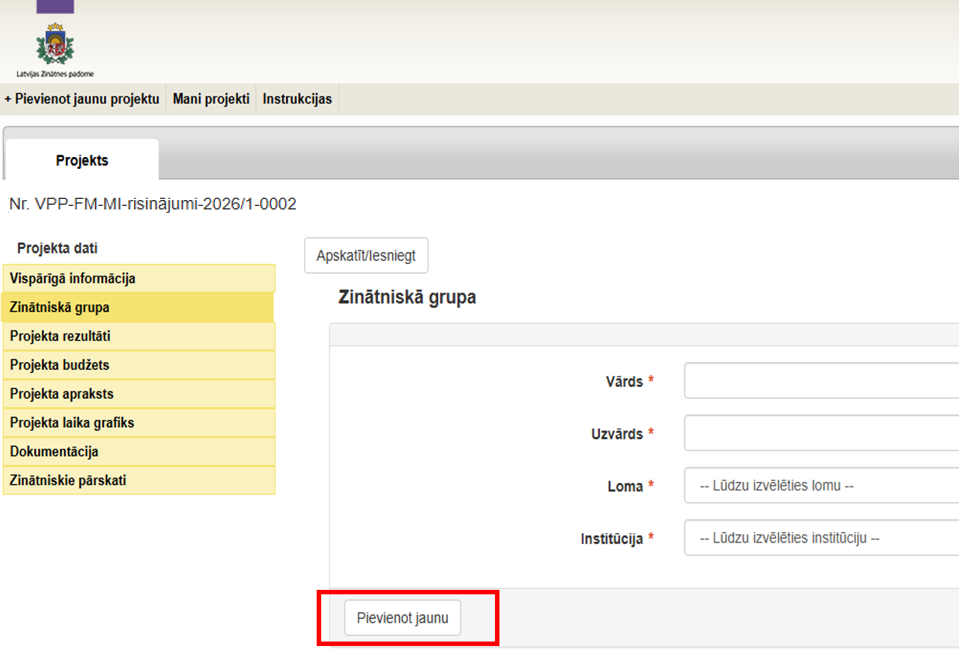 Latvijas Zinātnes padome
+ Pievienot jaunu projektu Mani projekti Instrukcijas
Projekts
Nr. VPP-FM-MI-risinājumi-2026/1-0002
Projekta dati
Vispārīgā informācija
Zinātniskā grupa
Projekta rezultāti
Projekta budžets
Projekta apraksts
Projekta laika grafiks
Dokumentācija
Zinātniskie pārskati
Apskatīt/Iesniegt
Zinātniskā grupa
Vārds *
Uzvārds *
Loma * -- Lūdzu izvēlēties lomu --
Institūcija * -- Lūdzu izvēlēties institūciju --
Pievienot jaunu